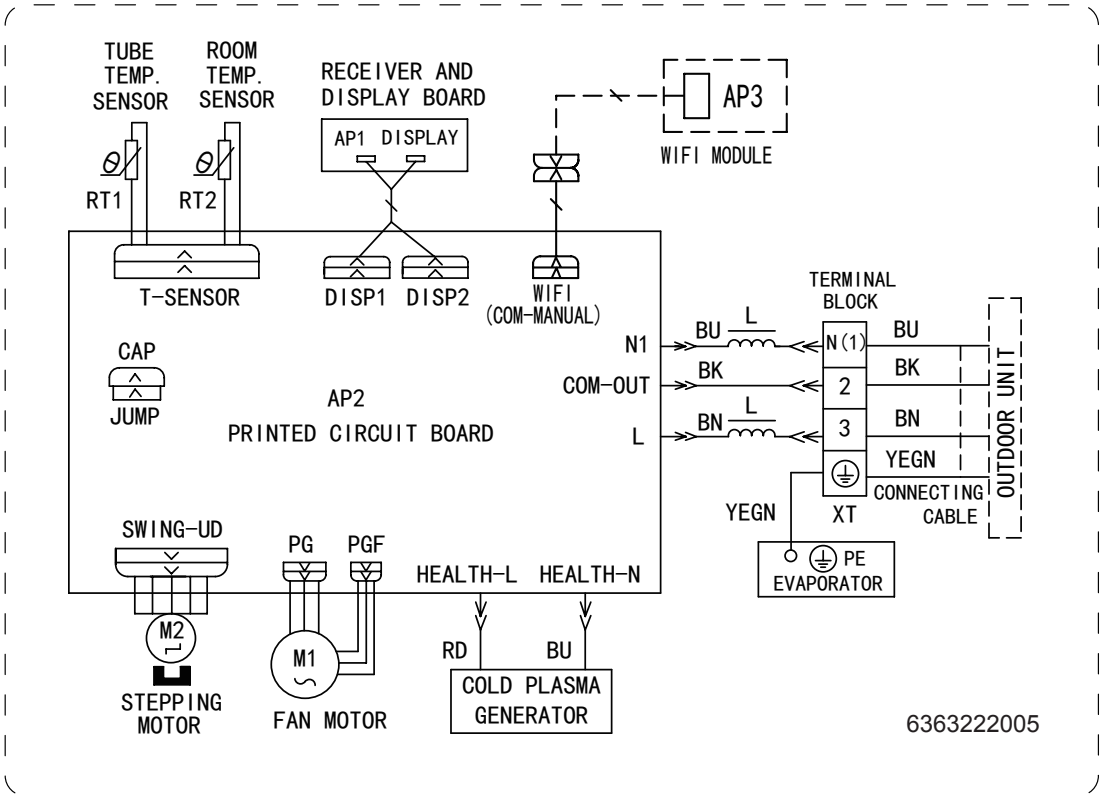 TUBE
TEMP.
SENSOR
ROOM
TEMP.
SENSOR
RECEIVER AND
DISPLAY BOARD
AP1 DISPLAY
AP3
WIFI MODULE
θ
RT1
θ
RT2
T-SENSOR
DISP1
DISP2
WIFI
(COM-MANUAL)
TERMINAL
BLOCK
CAP
JUMP
AP2
PRINTED CIRCUIT BOARD
N1
BU
L
N(1)
BU
COM-OUT
BK
2
BK
L
BN
L
3
BN
YEGN
OUTDOOR UNIT
CONNECTING
CABLE
XT
YEGN
PE
EVAPORATOR
SWING-UD
M2
STEPPING
MOTOR
PG
PGF
M1
FAN MOTOR
HEALTH-L
HEALTH-N
RD
BU
COLD PLASMA
GENERATOR
6363222005